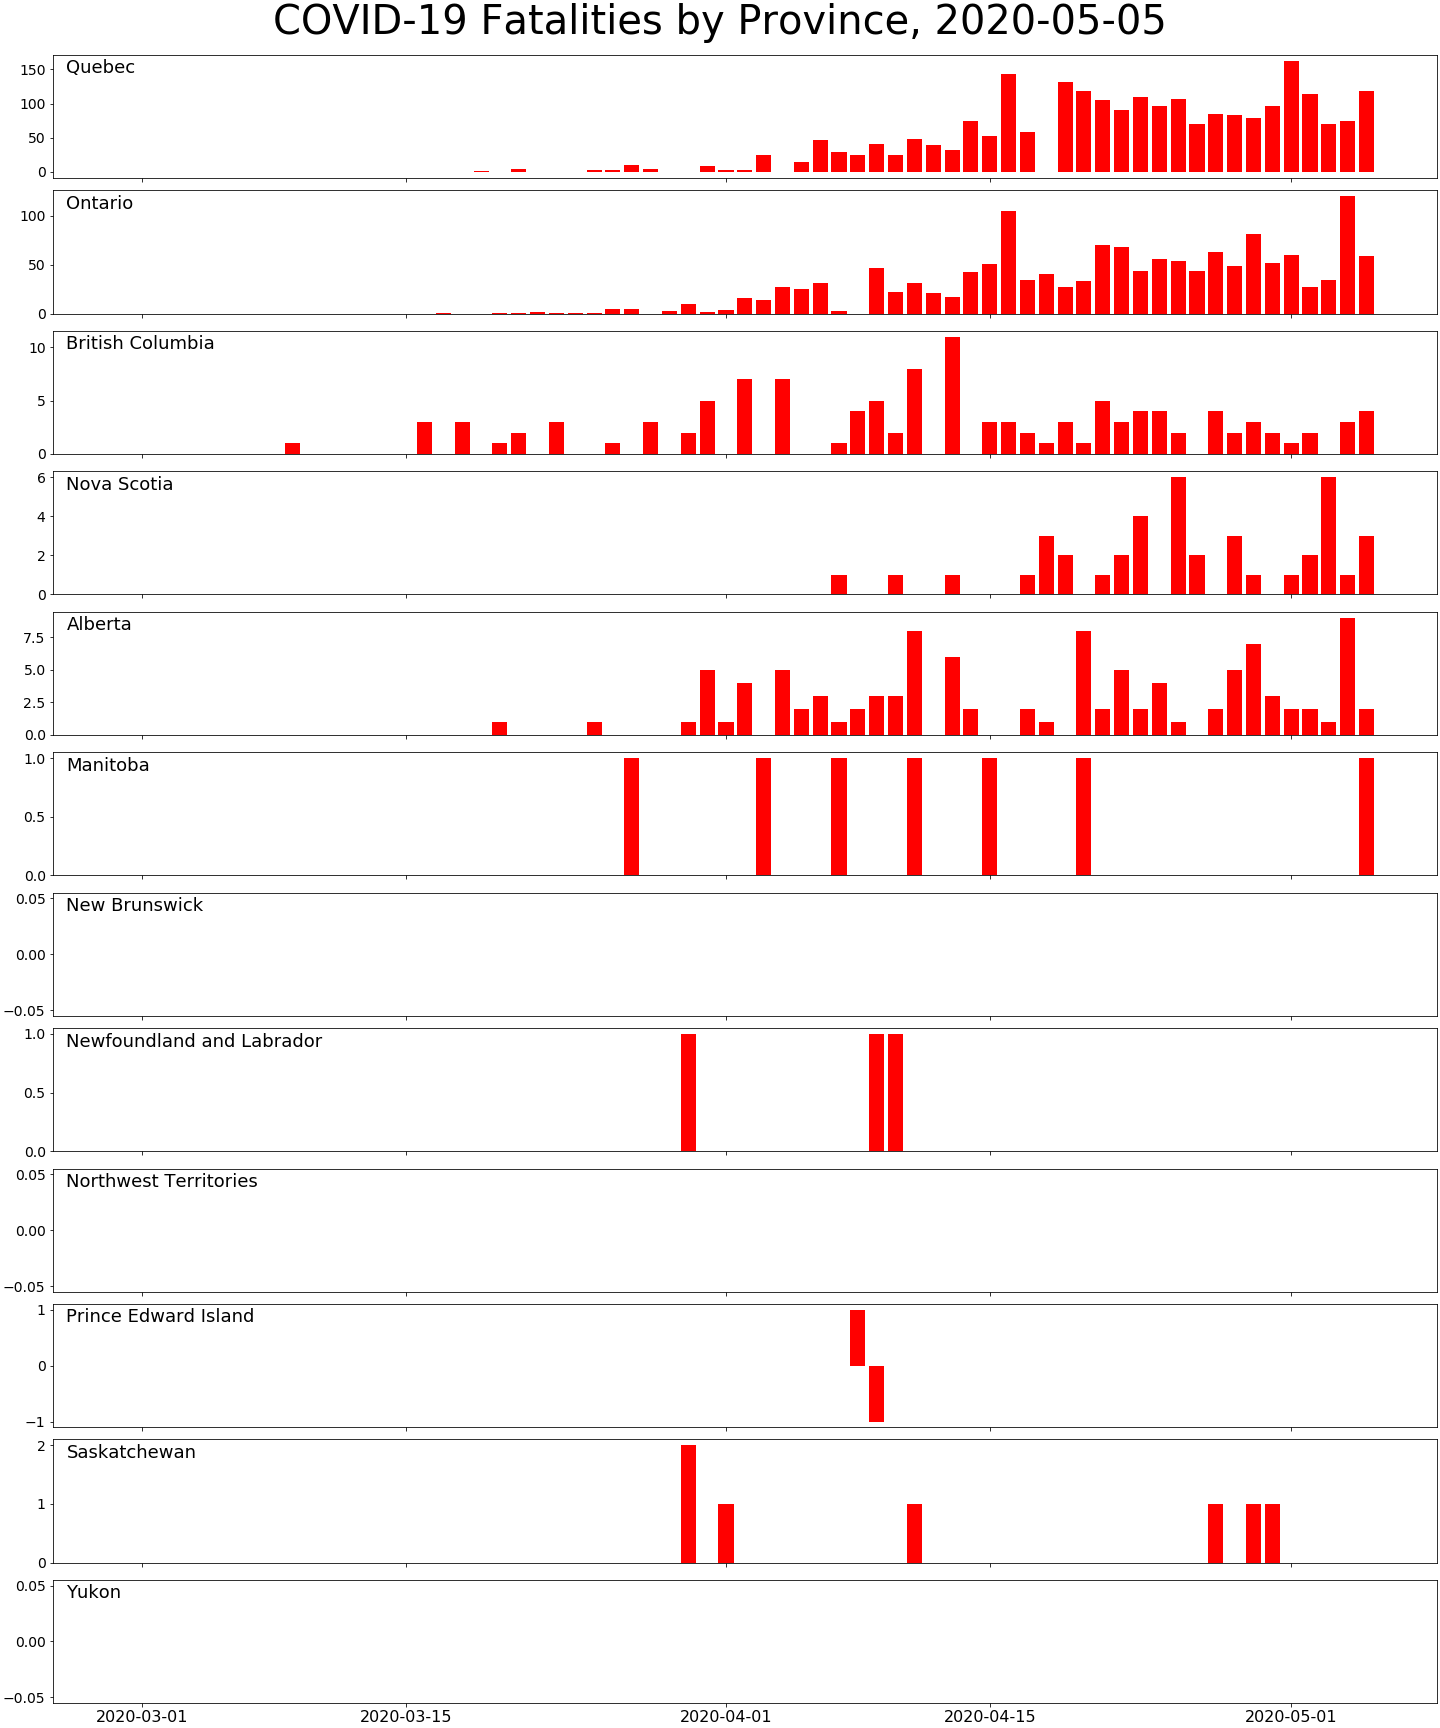 COVID-19 Fatalities by Province, 2020-05-05
Quebec
150
100
50
0
Ontario
100
50
0
British Columbia
10
5
0
Nova Scotia
6
4
2
0
Alberta
7.5
5.0
2.5
0.0
Manitoba
1.0
0.5
0.0
New Brunswick
0.05
0.00
−0.05
Newfoundland and Labrador
1.0
0.5
0.0
Northwest Territories
0.05
0.00
−0.05
Prince Edward Island
1
0
−1
Saskatchewan
2
1
0
Yukon
0.05
0.00
−0.05
2020-03-01 2020-03-15 2020-04-01 2020-04-15 2020-05-01